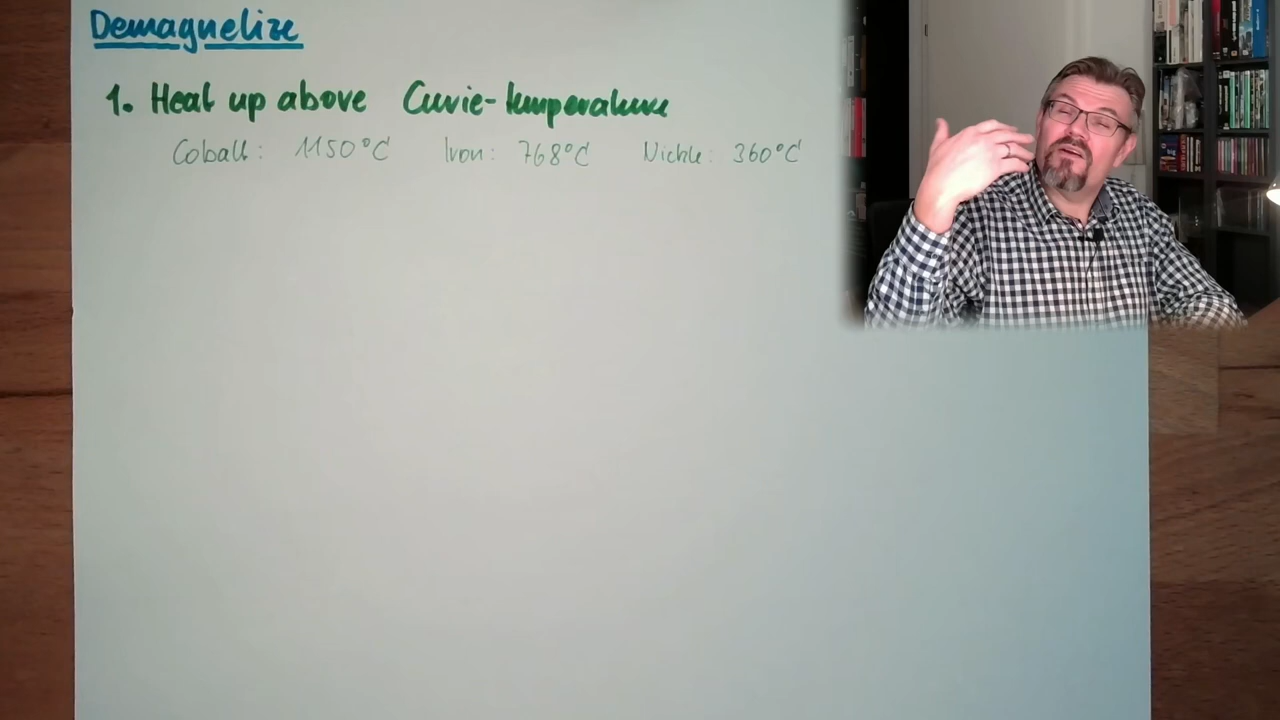 Demagnetize
1. Heat up above Curie-temperature
Cobalt: 1150°C Iron: 768°C Nickle: 360°C